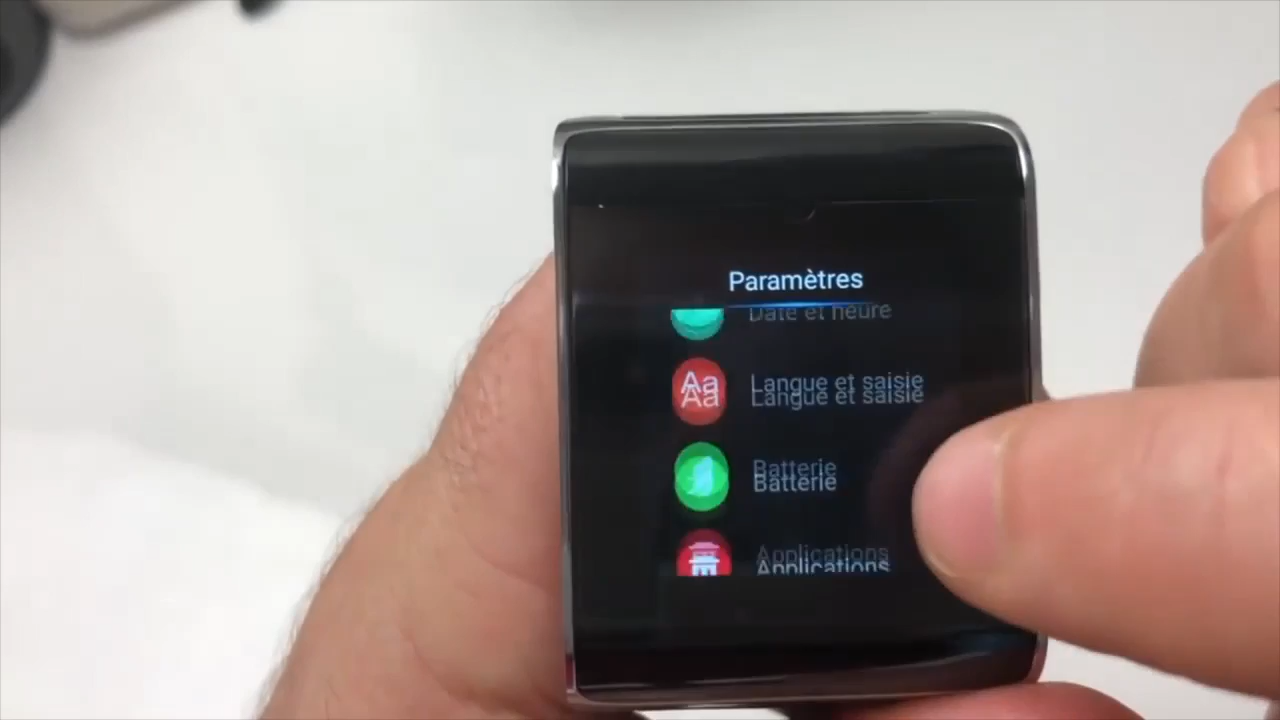 Paramètres
Date et heure
Aa Langue et saisie
Batterie
Applications